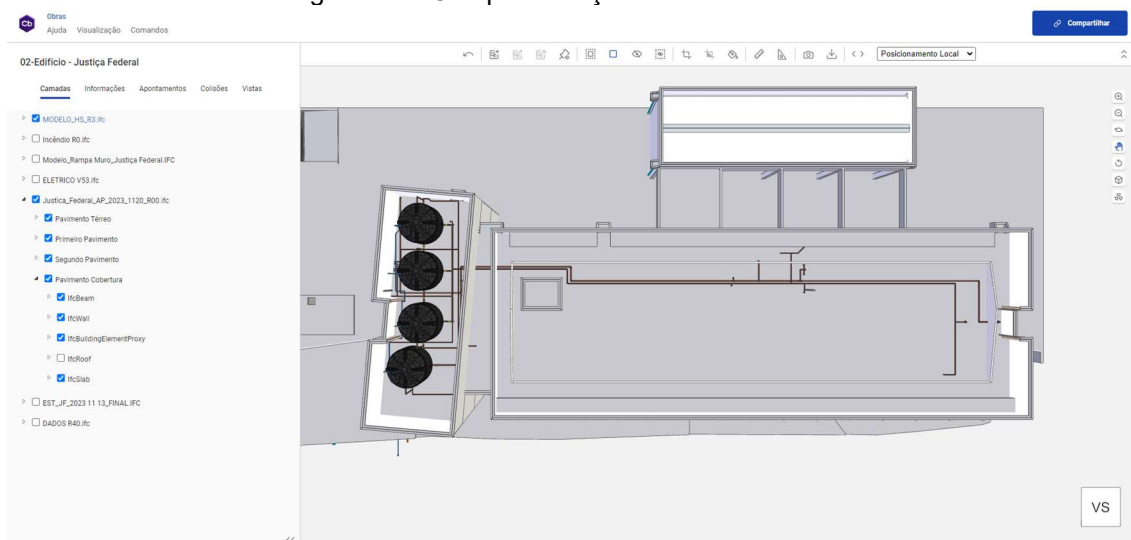 Cb
Obras
Ajuda Visualização Comandos
Compartilhar
Posicionamento Local
02-Edifício - Justiça Federal
Camadas Informações Apontamentos Colisões Vistas
MODELO_HS_R3.ifc
Incêndio R0.ifc
Modelo_Rampa Muro_Justiça Federal.IFC
ELETRICO V53.ifc
Justica_Federal_AP_2023_1120_R00.ifc
Pavimento Térreo
Primeiro Pavimento
Segundo Pavimento
Pavimento Cobertura
IfcBeam
IfcWall
IfcBuildingElementProxy
IfcRoof
IfcSlab
EST_JF_2023 11 13_FINAL.IFC
DADOS R40.ifc
VS